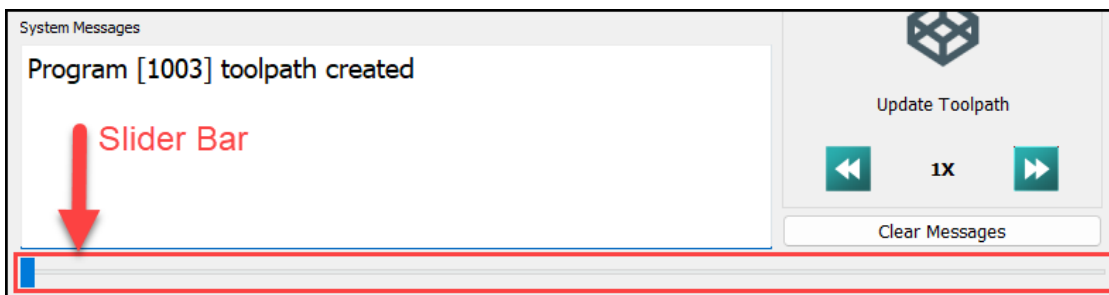 System Messages
Program [1003] toolpath created
Slider Bar
Update Toolpath
1X
Clear Messages